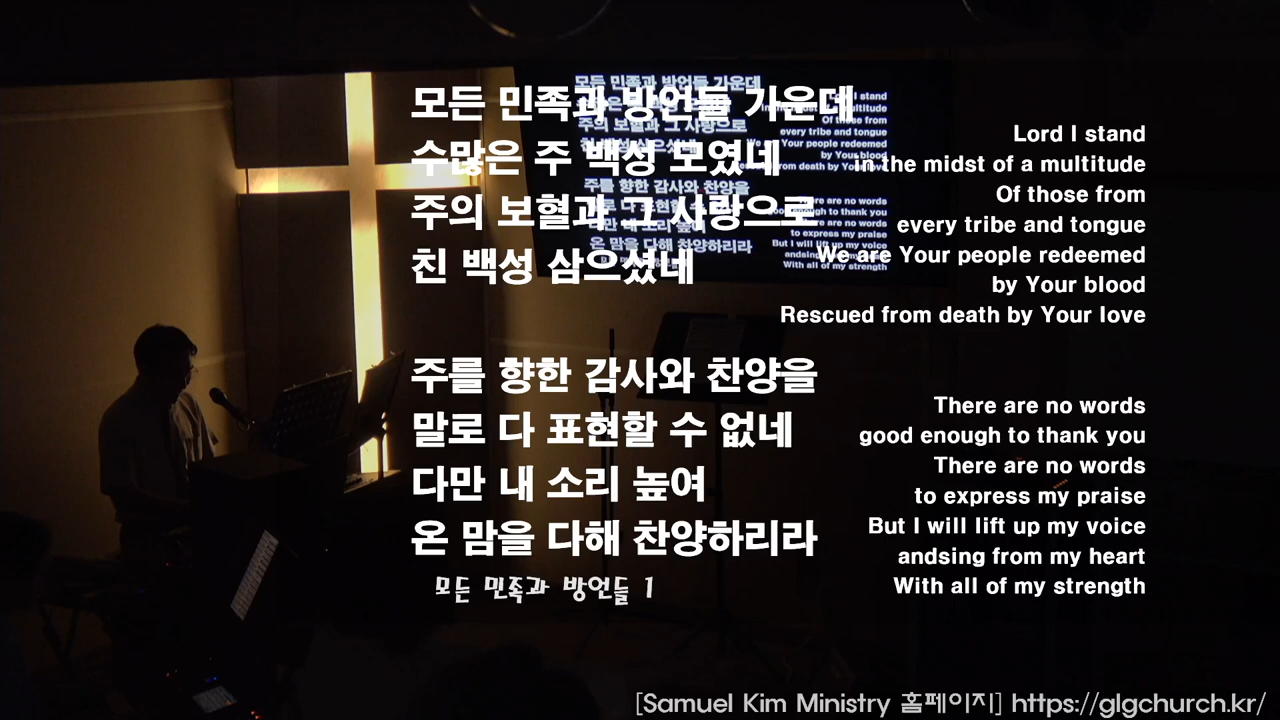 모든 민족과 방언들 가운데
수많은 주 백성 모였네
주의 보혈과 그 사랑으로
친 백성 삼으셨네
주를 향한 감사와 찬양을
말로 다 표현할 수 없네
다만 내 소리 높여
온 맘을 다해 찬양하리라
모든 민족과 방언들 1
Lord I stand
in the midst of a multitude
Of those from
every tribe and tongue
We are Your people redeemed
by Your blood
Rescued from death by Your love
There are no words
good enough to thank you
There are no words
to express my praise
But I will lift up my voice
andsing from my heart
With all of my strength
[Samuel Kim Ministry 홈페이지] https://glgchurch.kr/